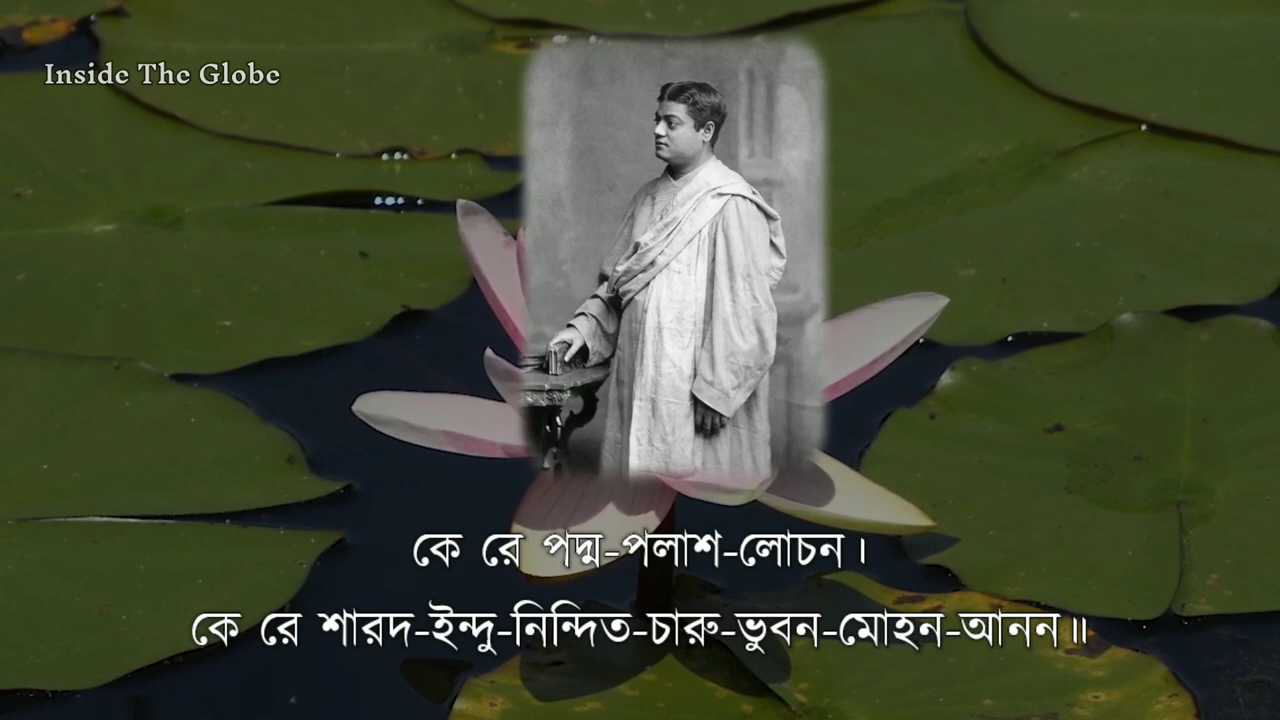 Inside The Globe
কে রে পদ্ম-পলাশ-লোচন।
কে রে শারদ-ইন্দু-নিন্দিত-চারু-ভুবন-মোহন-আনন॥